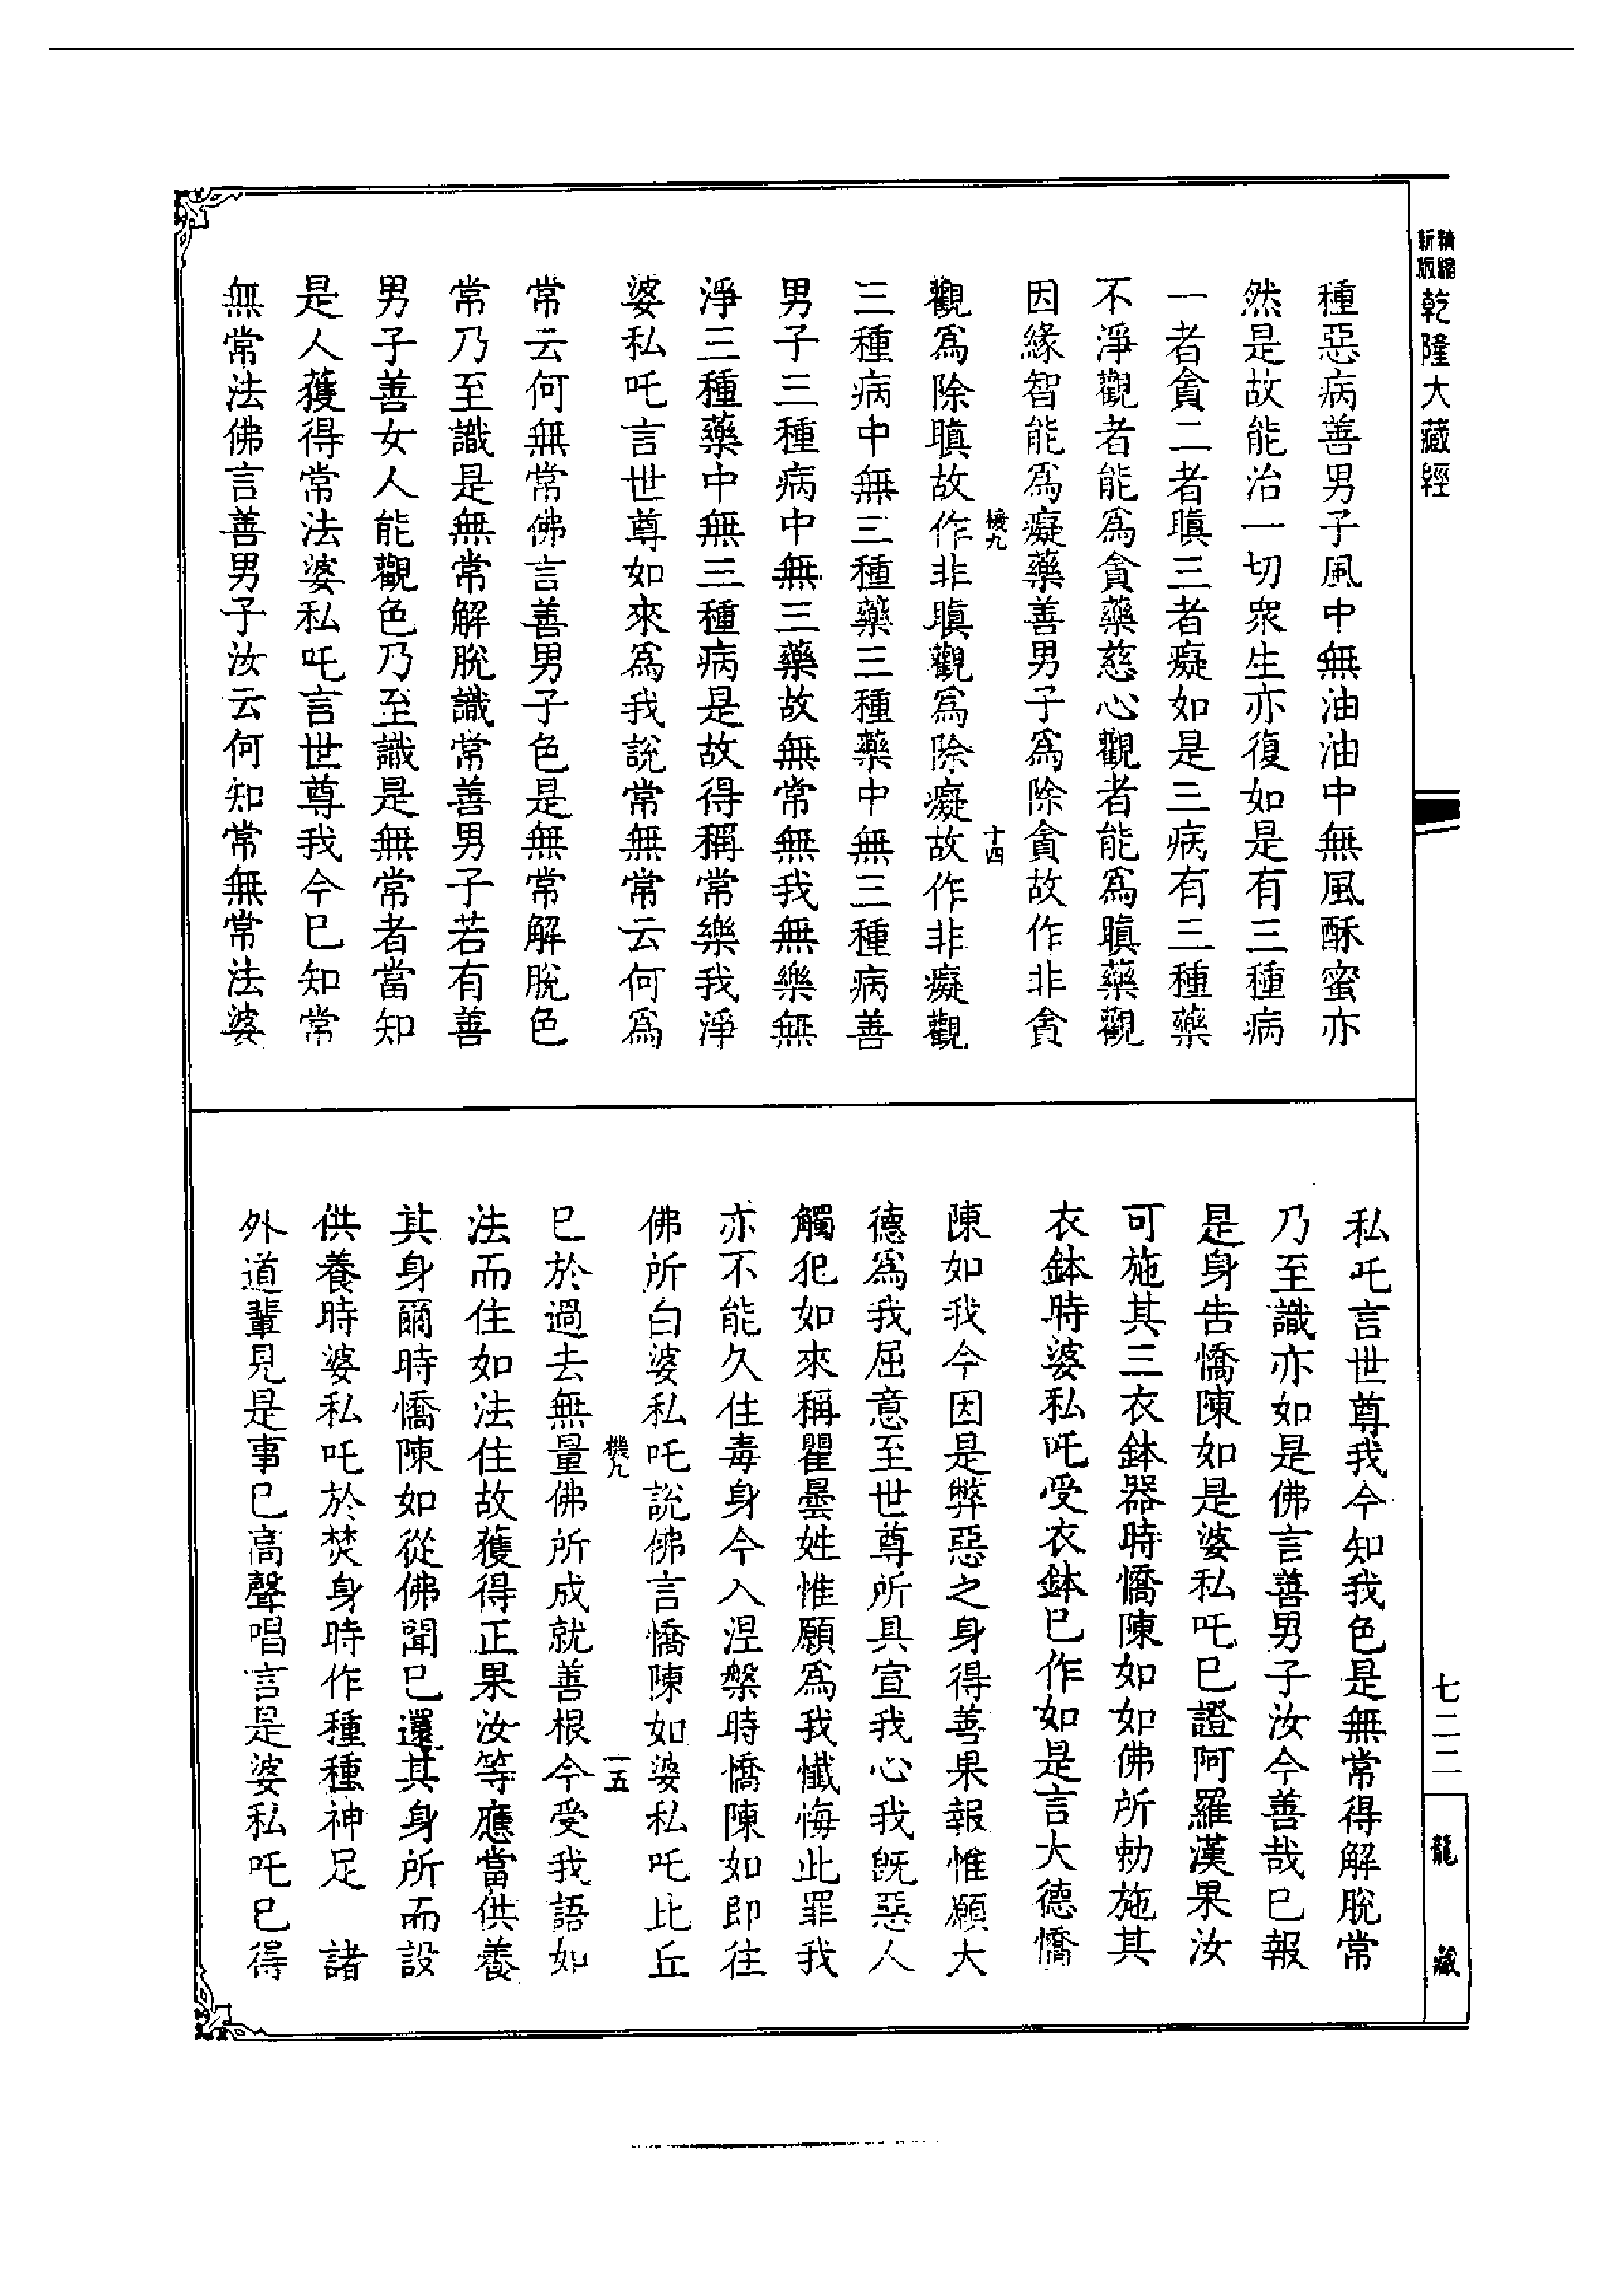 精縮
新版
乾隆大藏經
種惡病善男子風中無油油中無風酥蜜亦
然是故能治一切衆生亦復如是有三種病
一者貪二者瞋三者癡如是三病有三種藥
不淨觀者能爲貪藥慈心觀者能爲瞋藥觀
因緣智能爲癡藥善男子爲除貪故作非貪
機九
十四
觀爲除瞋故作非瞋觀爲除癡故作非癡觀
三種病中無三種藥三種藥中無三種病善
男子三種病中無三藥故無常無我無樂無
淨三種藥中無三種病是故得稱常樂我淨
婆私吒言世尊如來爲我說常無常云何爲
常云何無常佛言善男子色是無常解脫色
常乃至識是無常解脫識常善男子若有善
男子善女人能觀色乃至識是無常者當知
是人獲得常法婆私吒言世尊我今已知常
無常法佛言善男子汝云何知常無常法婆
私吒言世尊我今知我色是無常得解脫常
乃至識亦如是佛言善男子汝今善哉已報
是身告憍陳如是婆私吒已證阿羅漢果汝
可施其三衣鉢器時憍陳如如佛所勅施其
衣鉢時婆私吒受衣鉢已作如是言大德憍
陳如我今因是弊惡之身得善果報惟願大
德爲我屈意至世尊所具宣我心我既惡人
觸犯如來稱瞿曇姓惟願爲我懺悔此罪我
亦不能久住毒身今入涅槃時憍陳如即往
佛所白婆私吒說佛言憍陳如婆私吒比丘
機九
一五
已於過去無量佛所成就善根今受我語如
法而住如法住故獲得正果汝等應當供養
其身爾時憍陳如從佛聞已還其身所而設
供養時婆私吒於焚身時作種種神足　諸
外道輩見是事已高聲唱言是婆私吒已得
七二二
龍藏